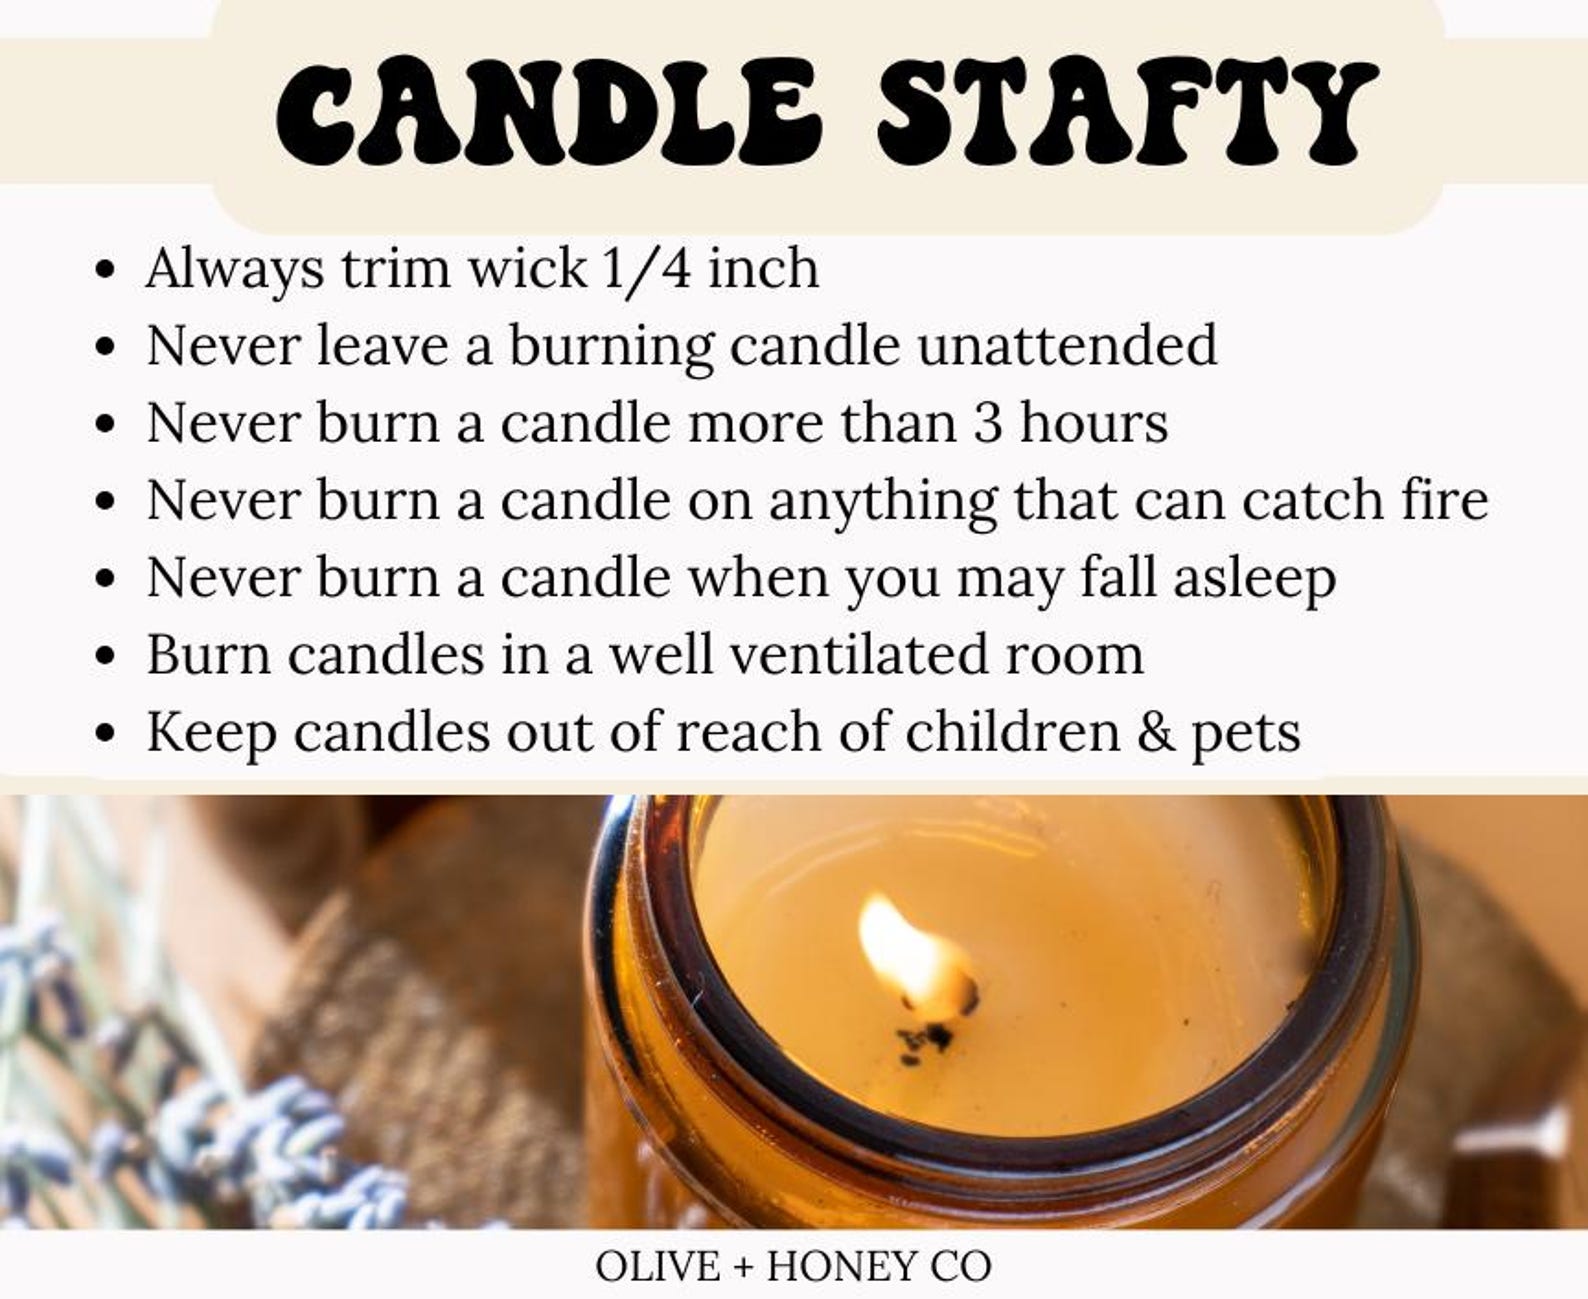 CANDLE STAFTY
• Always trim wick 1/4 inch
• Never leave a burning candle unattended
• Never burn a candle more than 3 hours
• Never burn a candle on anything that can catch fire
• Never burn a candle when you may fall asleep
• Burn candles in a well ventilated room
• Keep candles out of reach of children & pets
OLIVE + HONEY CO